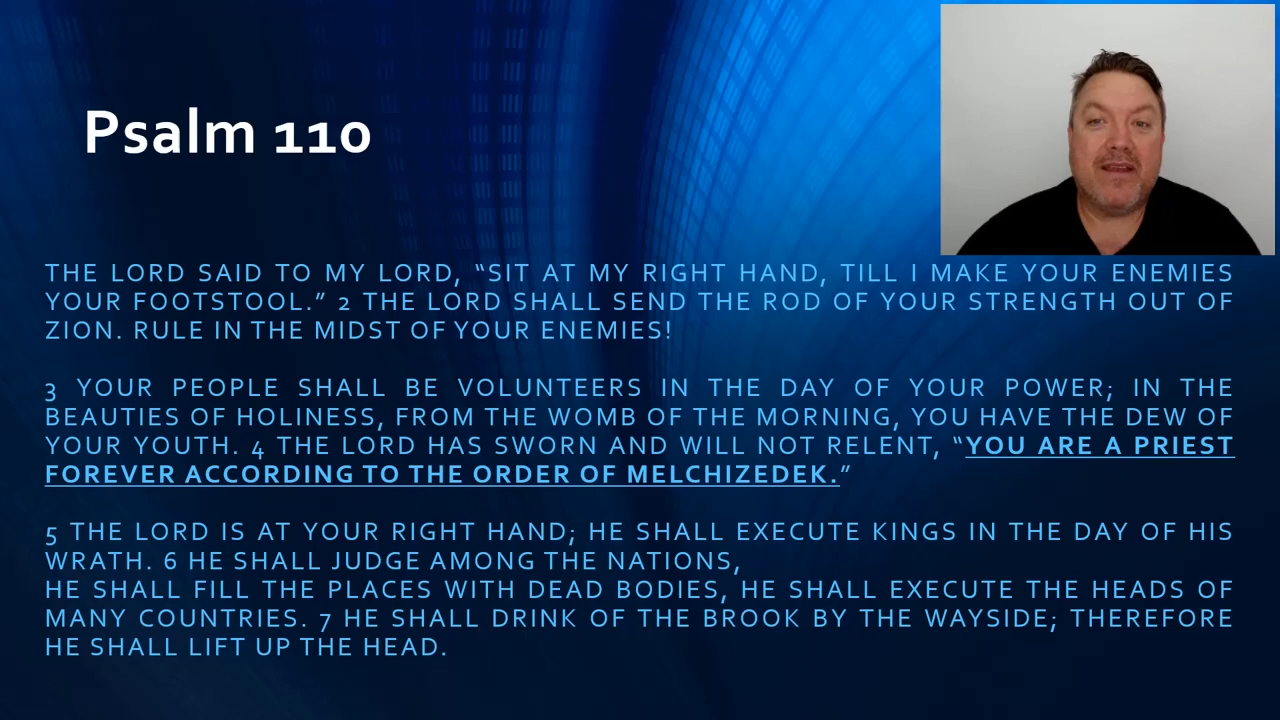 Psalm 110
THE LORD SAID TO MY LORD, “SIT AT MY RIGHT HAND, TILL I MAKE YOUR ENEMIES
YOUR FOOTSTOOL.” 2 THE LORD SHALL SEND THE ROD OF YOUR STRENGTH OUT OF
ZION. RULE IN THE MIDST OF YOUR ENEMIES!
3 YOUR PEOPLE SHALL BE VOLUNTEERS IN THE DAY OF YOUR POWER; IN THE
BEAUTIES OF HOLINESS, FROM THE WOMB OF THE MORNING, YOU HAVE THE DEW OF
YOUR YOUTH. 4 THE LORD HAS SWORN AND WILL NOT RELENT, “YOU ARE A PRIEST
FOREVER ACCORDING TO THE ORDER OF MELCHIZEDEK.”
5 THE LORD IS AT YOUR RIGHT HAND; HE SHALL EXECUTE KINGS IN THE DAY OF HIS
WRATH. 6 HE SHALL JUDGE AMONG THE NATIONS,
HE SHALL FILL THE PLACES WITH DEAD BODIES, HE SHALL EXECUTE THE HEADS OF
MANY COUNTRIES. 7 HE SHALL DRINK OF THE BROOK BY THE WAYSIDE; THEREFORE
HE SHALL LIFT UP THE HEAD.